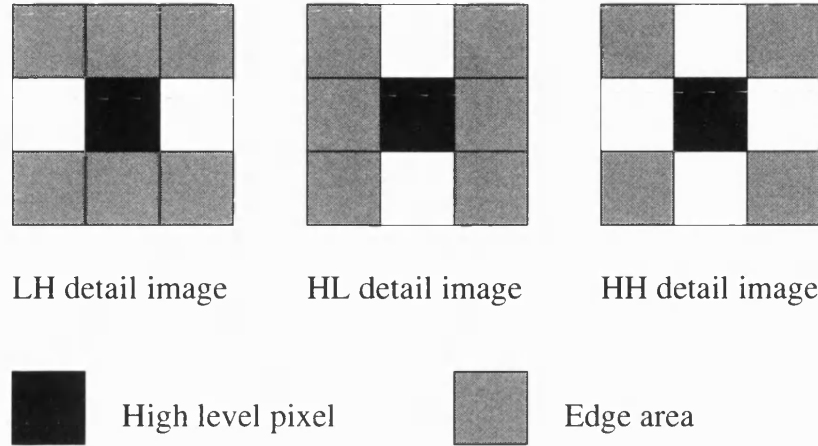 LH detail image
HL detail image
HH detail image
High level pixel
Edge area